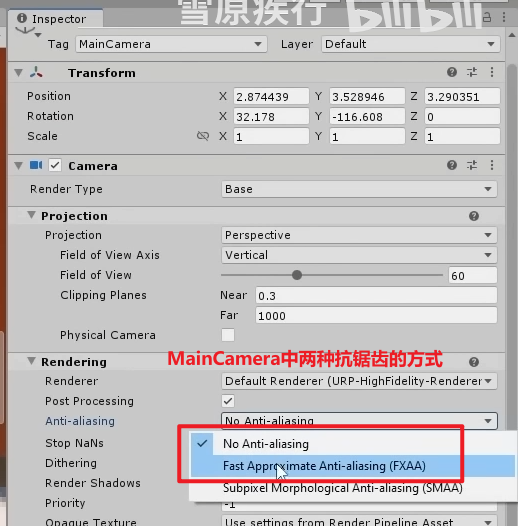 雪原疾行 bilibili
Inspector
Tag MainCamera Layer Default
Transform
Position X 2.874439 Y 3.528946 Z 3.290351
Rotation X 32.178 Y -116.608 Z 0
Scale X 1 Y 1 Z 1
Camera
Render Type Base
Projection
Projection Perspective
Field of View Axis Vertical
Field of View 60
Clipping Planes Near 0.3
Far 1000
Physical Camera
Rendering MainCamera中两种抗锯齿的方式
Renderer Default Renderer (URP-HighFidelity-Renderer
Post Processing
Anti-aliasing No Anti-aliasing
Stop NaNs No Anti-aliasing
Dithering Fast Approximate Anti-aliasing (FXAA)
Render Shadows Subpixel Morphological Anti-aliasing (SMAA)
Priority -1
Opaque Texture Use settings from Render Pipeline Asset